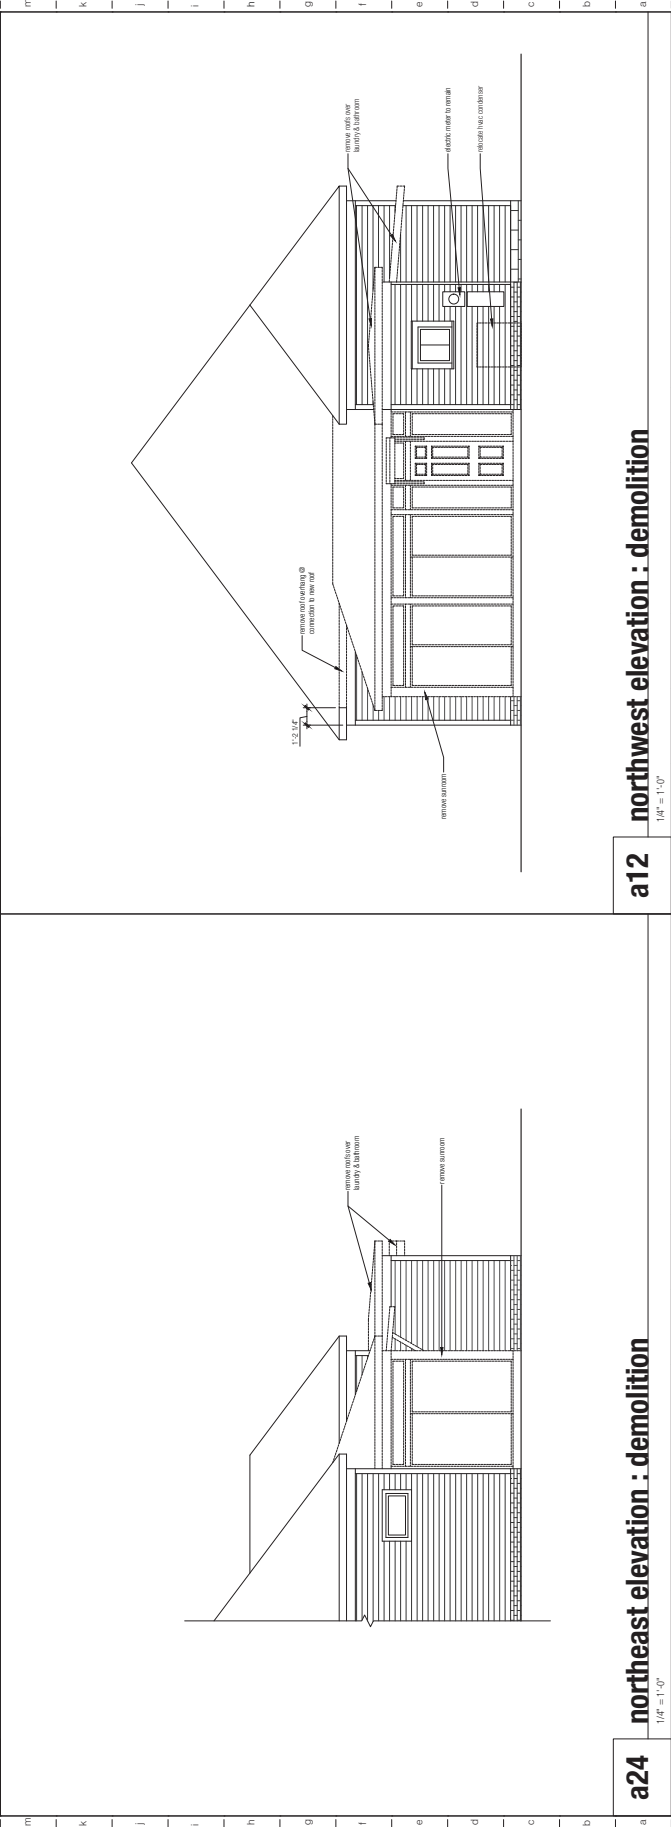 m
k
j
i
h
g
f
e
d
c
b
a
remove roofs over
laundry & bathroom
electric meter to remain
relocate hvac condenser
remove roof overhang @
connection to new roof
1'-2 1/4"
remove sunroom
a12
northwest elevation : demolition
1/4" = 1'-0"
remove roofs over
laundry & bathroom
remove sunroom
a24
northeast elevation : demolition
1/4" = 1'-0"
m
k
j
i
h
g
f
e
d
c
b
a